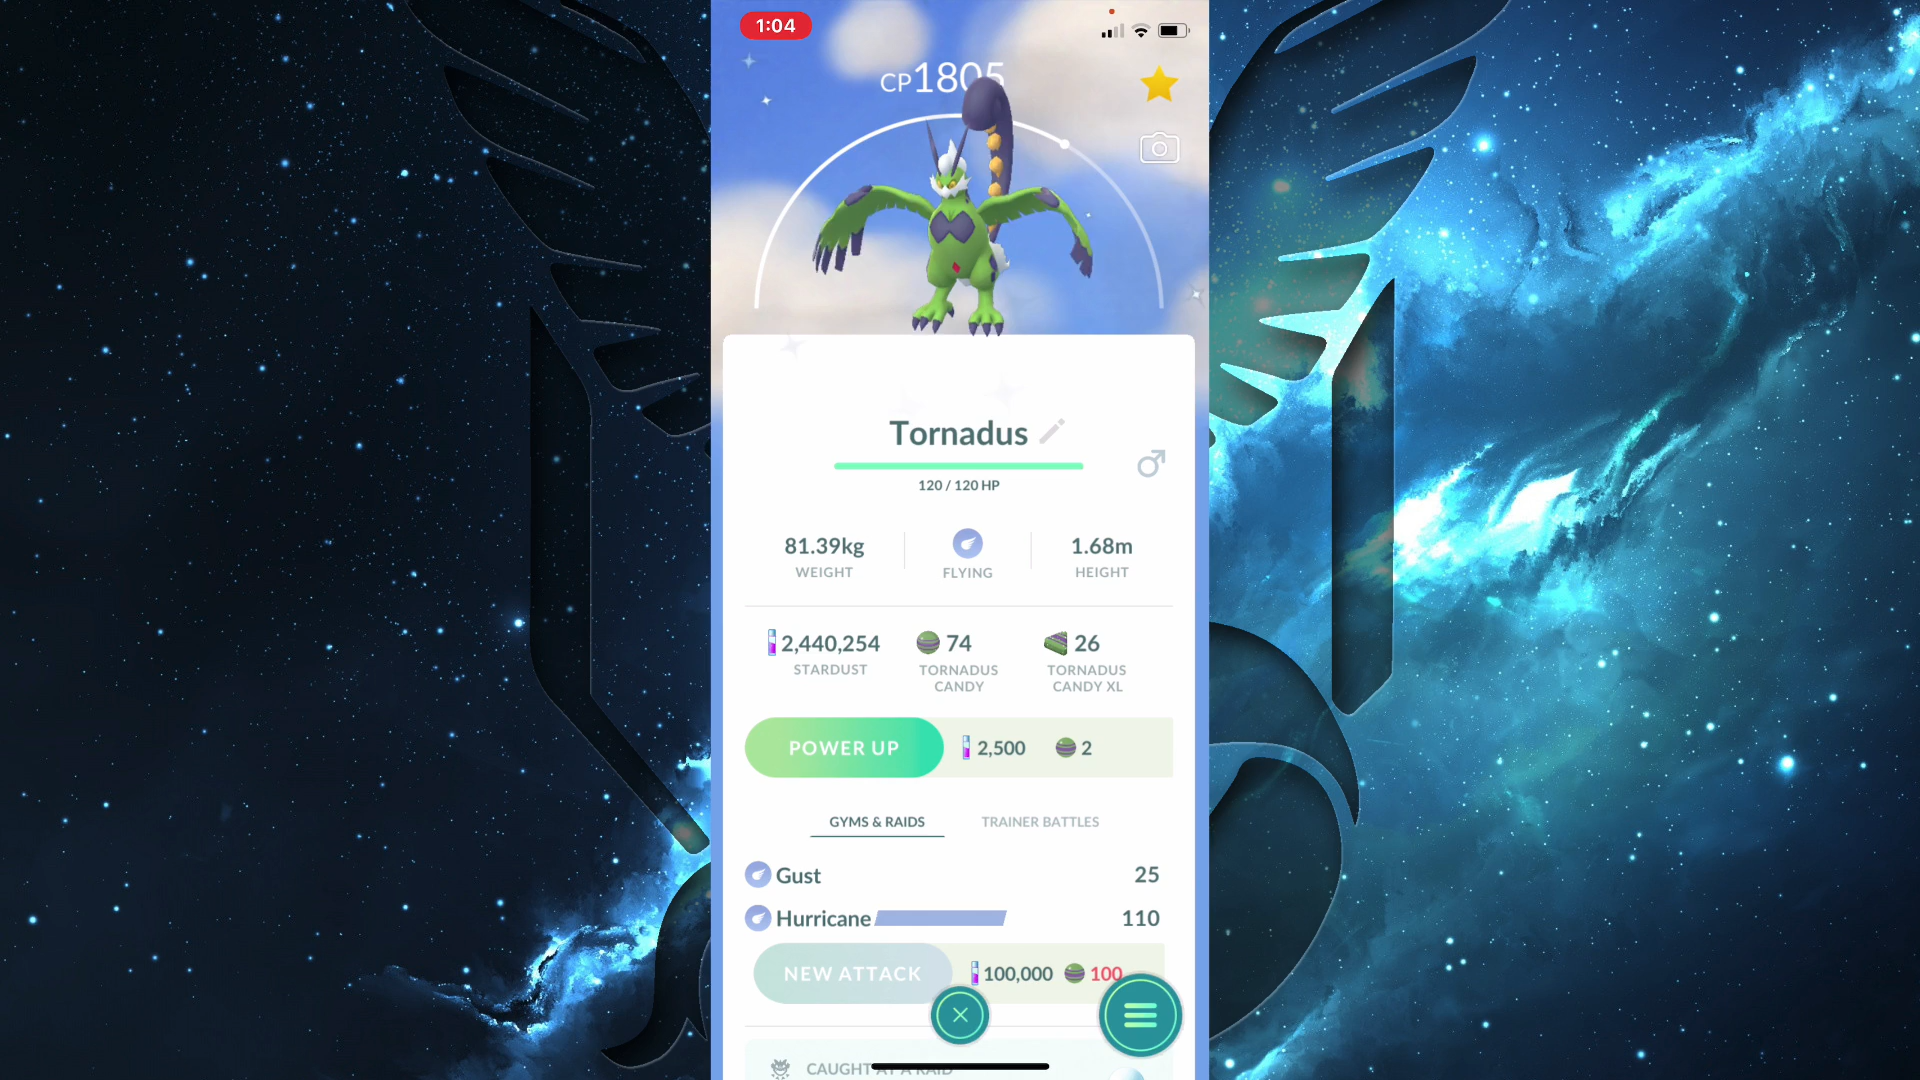 1:04
CP1805
Tornadus
120 / 120 HP
81.39kg
WEIGHT
FLYING
1.68m
HEIGHT
2,440,254
STARDUST
74
TORNADUS
CANDY
26
TORNADUS
CANDY XL
POWER UP
2,500
2
GYMS & RAIDS
TRAINER BATTLES
Gust
25
Hurricane
110
NEW ATTACK
100,000
100
CAUGHT AT A RAID